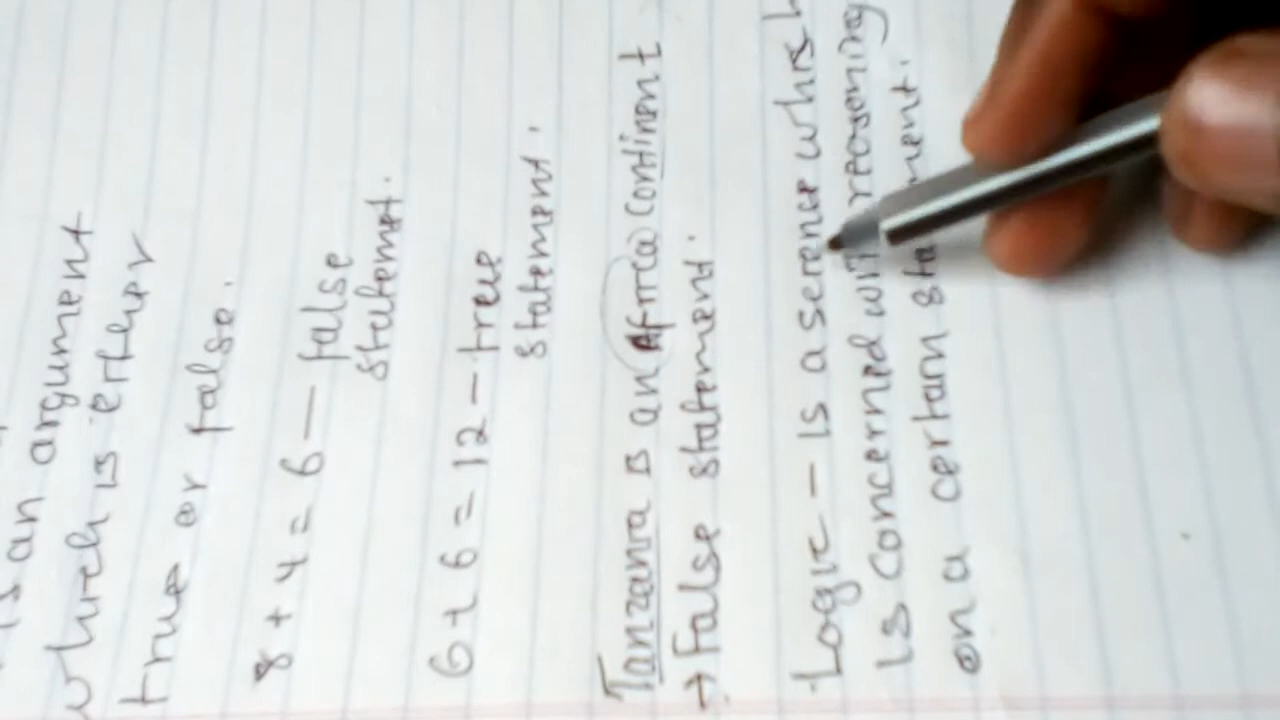 is an argument
which is either
true or false.
8 + 4 = 6 — false
statement.
6 + 6 = 12 – true
statement.
Tanzania is an Africa continent
→ False statement.
Logic – is a science which
is concerned with reasoning
on a certain